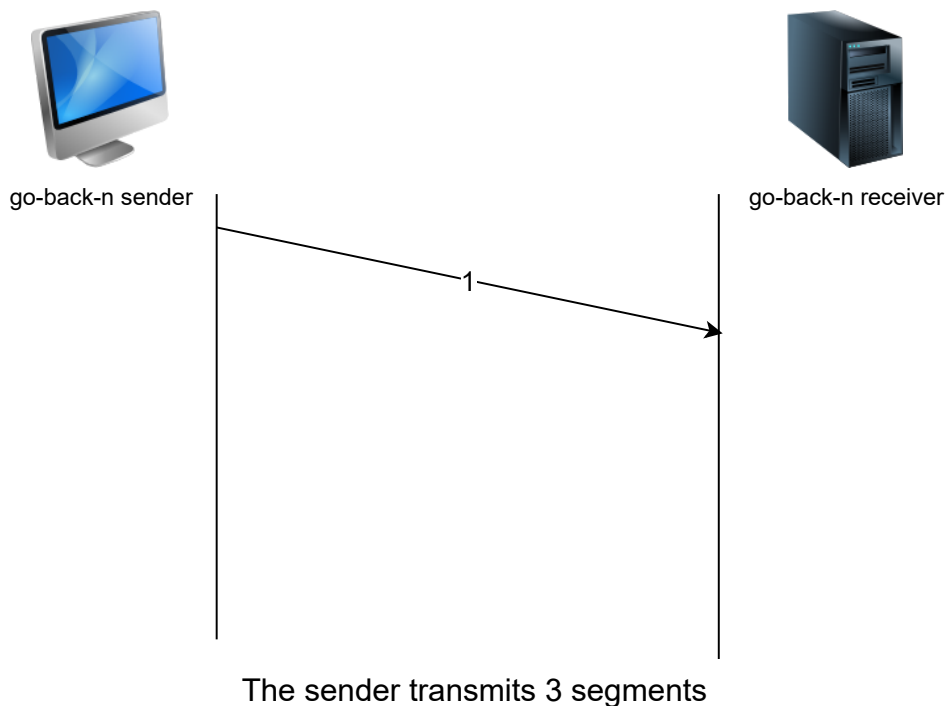 go-back-n sender
go-back-n receiver
1
The sender transmits 3 segments